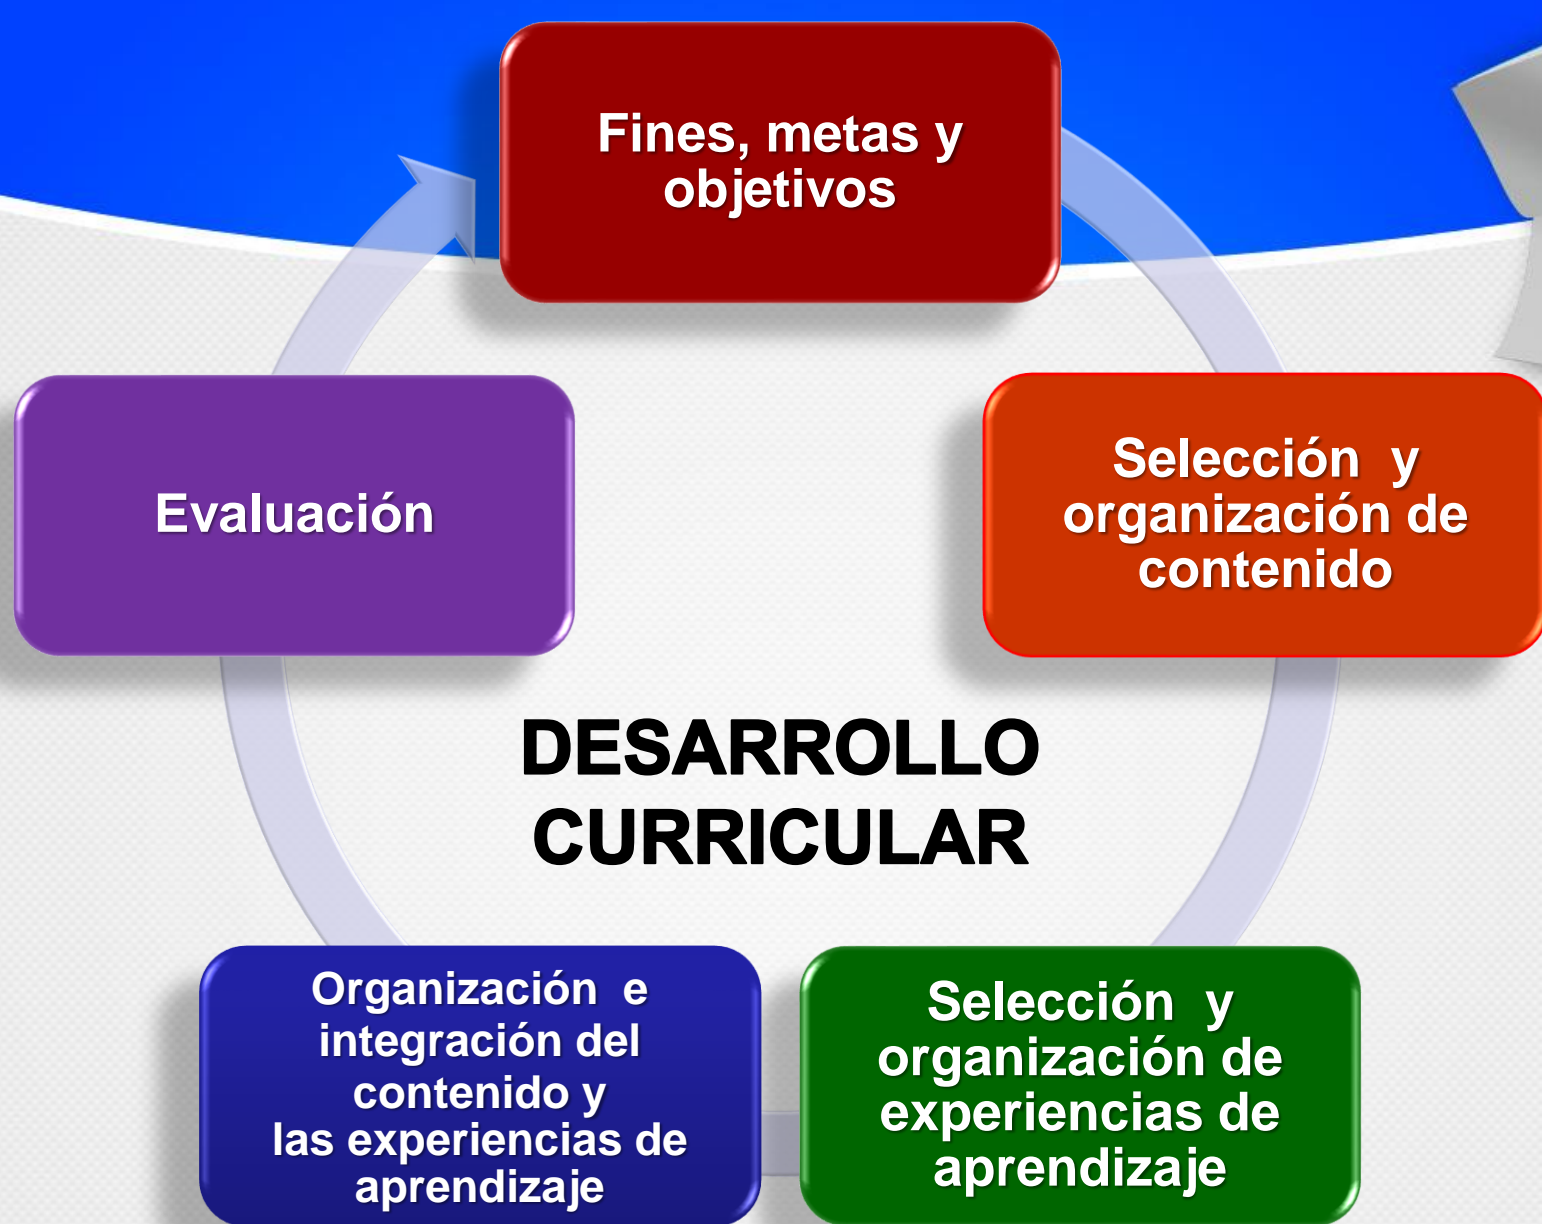 Fines, metas y
objetivos
Selección y
organización de
contenido
Evaluación
DESARROLLO
CURRICULAR
Selección y
organización de
experiencias de
aprendizaje
Organización e
integración del
contenido y
las experiencias de
aprendizaje